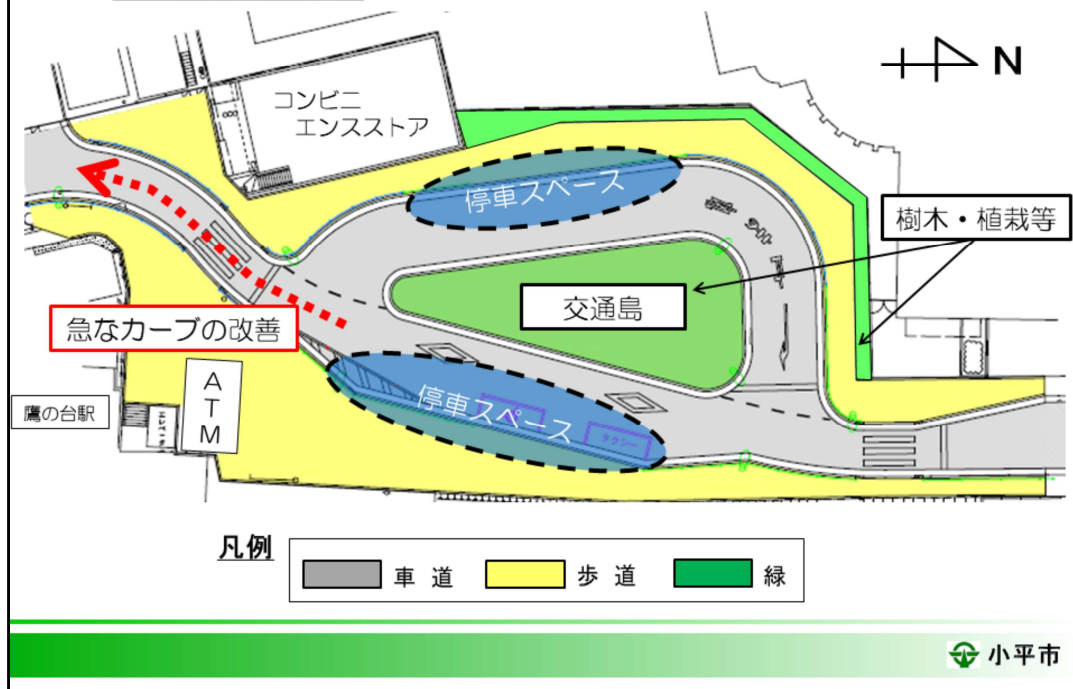 N
コンビニ
エンスストア
停車スペース
樹木・植栽等
交通島
急なカーブの改善
停車スペース
タクシー
ATM
鷹の台駅
凡例
車 道
歩 道
緑
小平市